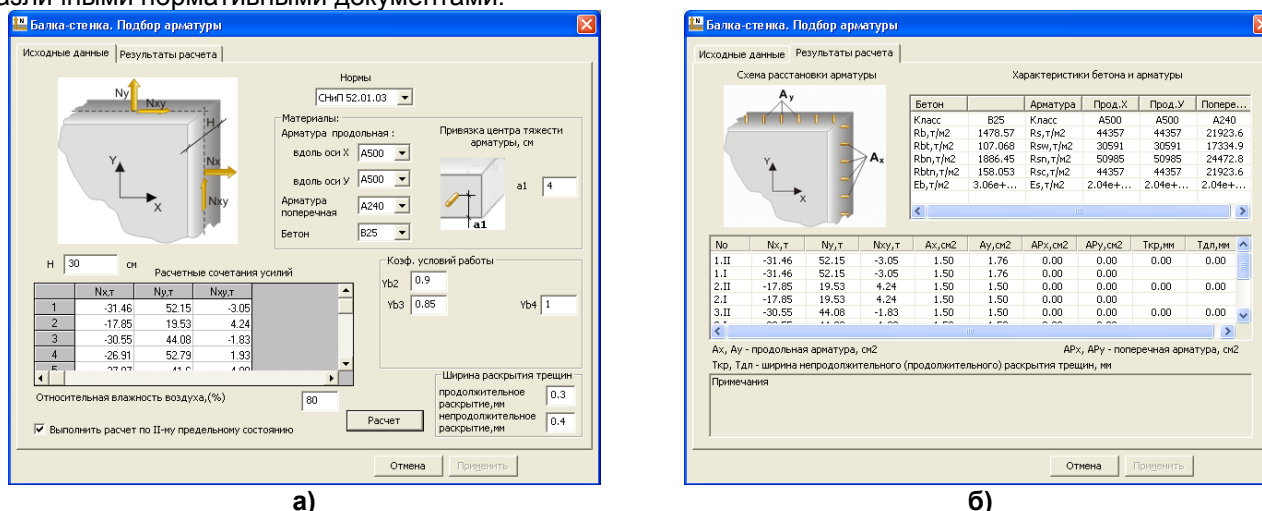 азличными нормативными документами.
Балка-стенка. Подбор арматуры
Исходные данные Результаты расчета
Ny
Nxy
H
Nx
Nxy
Y
X
Нормы
СНиП 52.01.03
Материалы:
Арматура продольная :
вдоль оси X A500
вдоль оси У A500
Арматура
поперечная A240
Бетон B25
Привязка центра тяжести
арматуры, см
a1 4
a1
H 30 см
Расчетные сочетания усилий
Nx,т Ny,т Nxy,т
1 -31.46 52.15 -3.05
2 -17.85 19.53 4.24
3 -30.55 44.08 -1.83
4 -26.91 52.79 1.93
Коэф. условий работы
Yb2 0.9
Yb3 0.85 Yb4 1
Относительная влажность воздуха,(%) 80
Выполнить расчет по II-му предельному состоянию
Расчет
Ширина раскрытия трещин
продолжительное
раскрытие,мм 0.3
непродолжительное
раскрытие,мм 0.4
Отмена Применить
а)
Балка-стенка. Подбор арматуры
Исходные данные Результаты расчета
Схема расстановки арматуры
Ay
Ax
Y
X
Характеристики бетона и арматуры
Бетон Арматура Прод.X Прод.У Попере...
Класс B25 Класс A500 A500 A240
Rb,т/м2 1478.57 Rs,т/м2 44357 44357 21923.6
Rbt,т/м2 107.068 Rsw,т/м2 30591 30591 17334.9
Rbn,т/м2 1886.45 Rsn,т/м2 50985 50985 24472.8
Rbtn,т/м2 158.053 Rsc,т/м2 44357 44357 21923.6
Eb,т/м2 3.06e+... Es,т/м2 2.04e+... 2.04e+... 2.04e+...
No Nx,т Ny,т Nxy,т Ax,см2 Ay,см2 APx,см2 APy,см2 Tкр,мм Tдл,мм
1.II -31.46 52.15 -3.05 1.50 1.76 0.00 0.00 0.00 0.00
1.I -31.46 52.15 -3.05 1.50 1.76 0.00 0.00
2.II -17.85 19.53 4.24 1.50 1.50 0.00 0.00 0.00 0.00
2.I -17.85 19.53 4.24 1.50 1.50 0.00 0.00
3.II -30.55 44.08 -1.83 1.50 1.50 0.00 0.00 0.00 0.00
Ax, Ay - продольная арматура, см2 APx, APy - поперечная арматура, см2
Tкр, Tдл - ширина непродолжительного (продолжительного) раскрытия трещин, мм
Примечания
Отмена Применить
б)